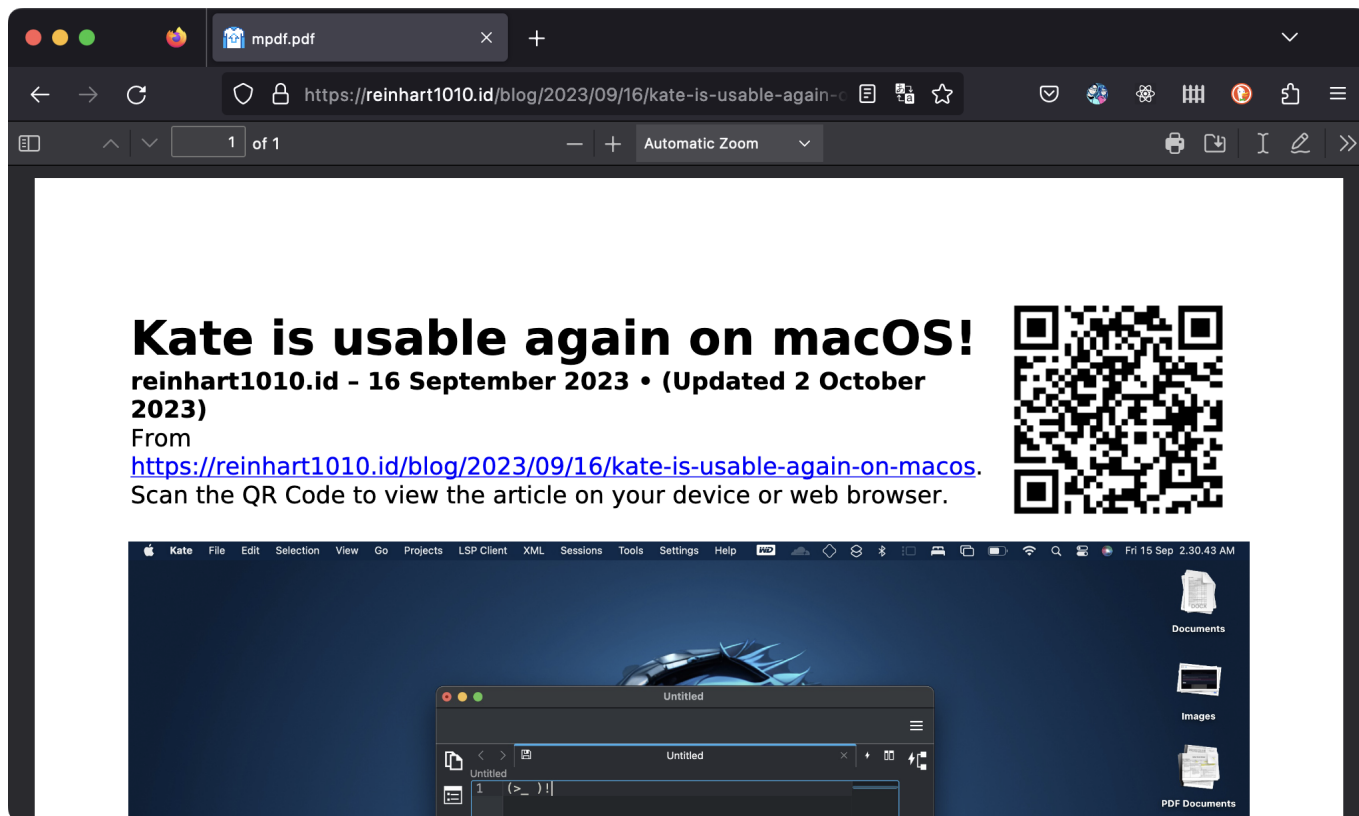 mpdf.pdf
https://reinhart1010.id/blog/2023/09/16/kate-is-usable-again-o
1 of 1
Automatic Zoom
Kate is usable again on macOS!
reinhart1010.id – 16 September 2023 • (Updated 2 October
2023)
From
https://reinhart1010.id/blog/2023/09/16/kate-is-usable-again-on-macos.
Scan the QR Code to view the article on your device or web browser.
Kate File Edit Selection View Go Projects LSP Client XML Sessions Tools Settings Help WD Fri 15 Sep 2.30.43 AM
DOCX
Documents
Untitled
Images
Untitled
Untitled
1 (>_ )!
PDF Documents